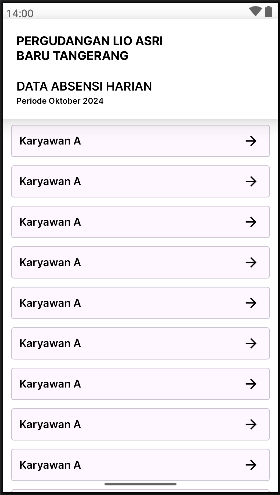 14:00
PERGUDANGAN LIO ASRI
BARU TANGERANG
DATA ABSENSI HARIAN
Periode Oktober 2024
Karyawan A
Karyawan A
Karyawan A
Karyawan A
Karyawan A
Karyawan A
Karyawan A
Karyawan A
Karyawan A